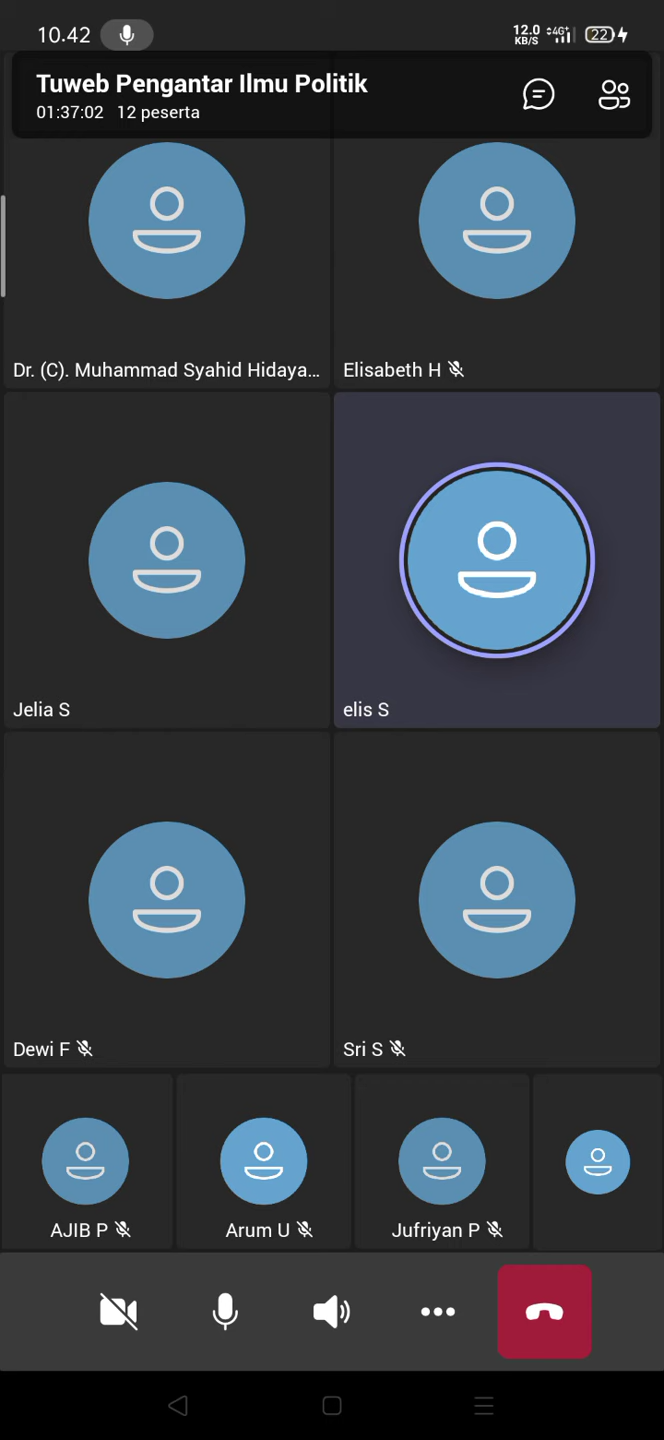 10.42
12.0
KB/S
4G+
22
Tuweb Pengantar Ilmu Politik
01:37:02 12 peserta
Dr. (C). Muhammad Syahid Hidaya...
Elisabeth H
Jelia S
elis S
Dewi F
Sri S
AJIB P
Arum U
Jufriyan P